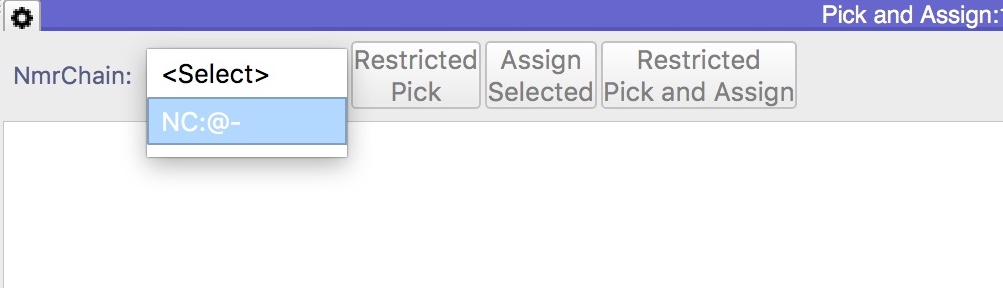 Pick and Assign:
NmrChain:
<Select>
NC:@-
Restricted
Pick
Assign
Selected
Restricted
Pick and Assign